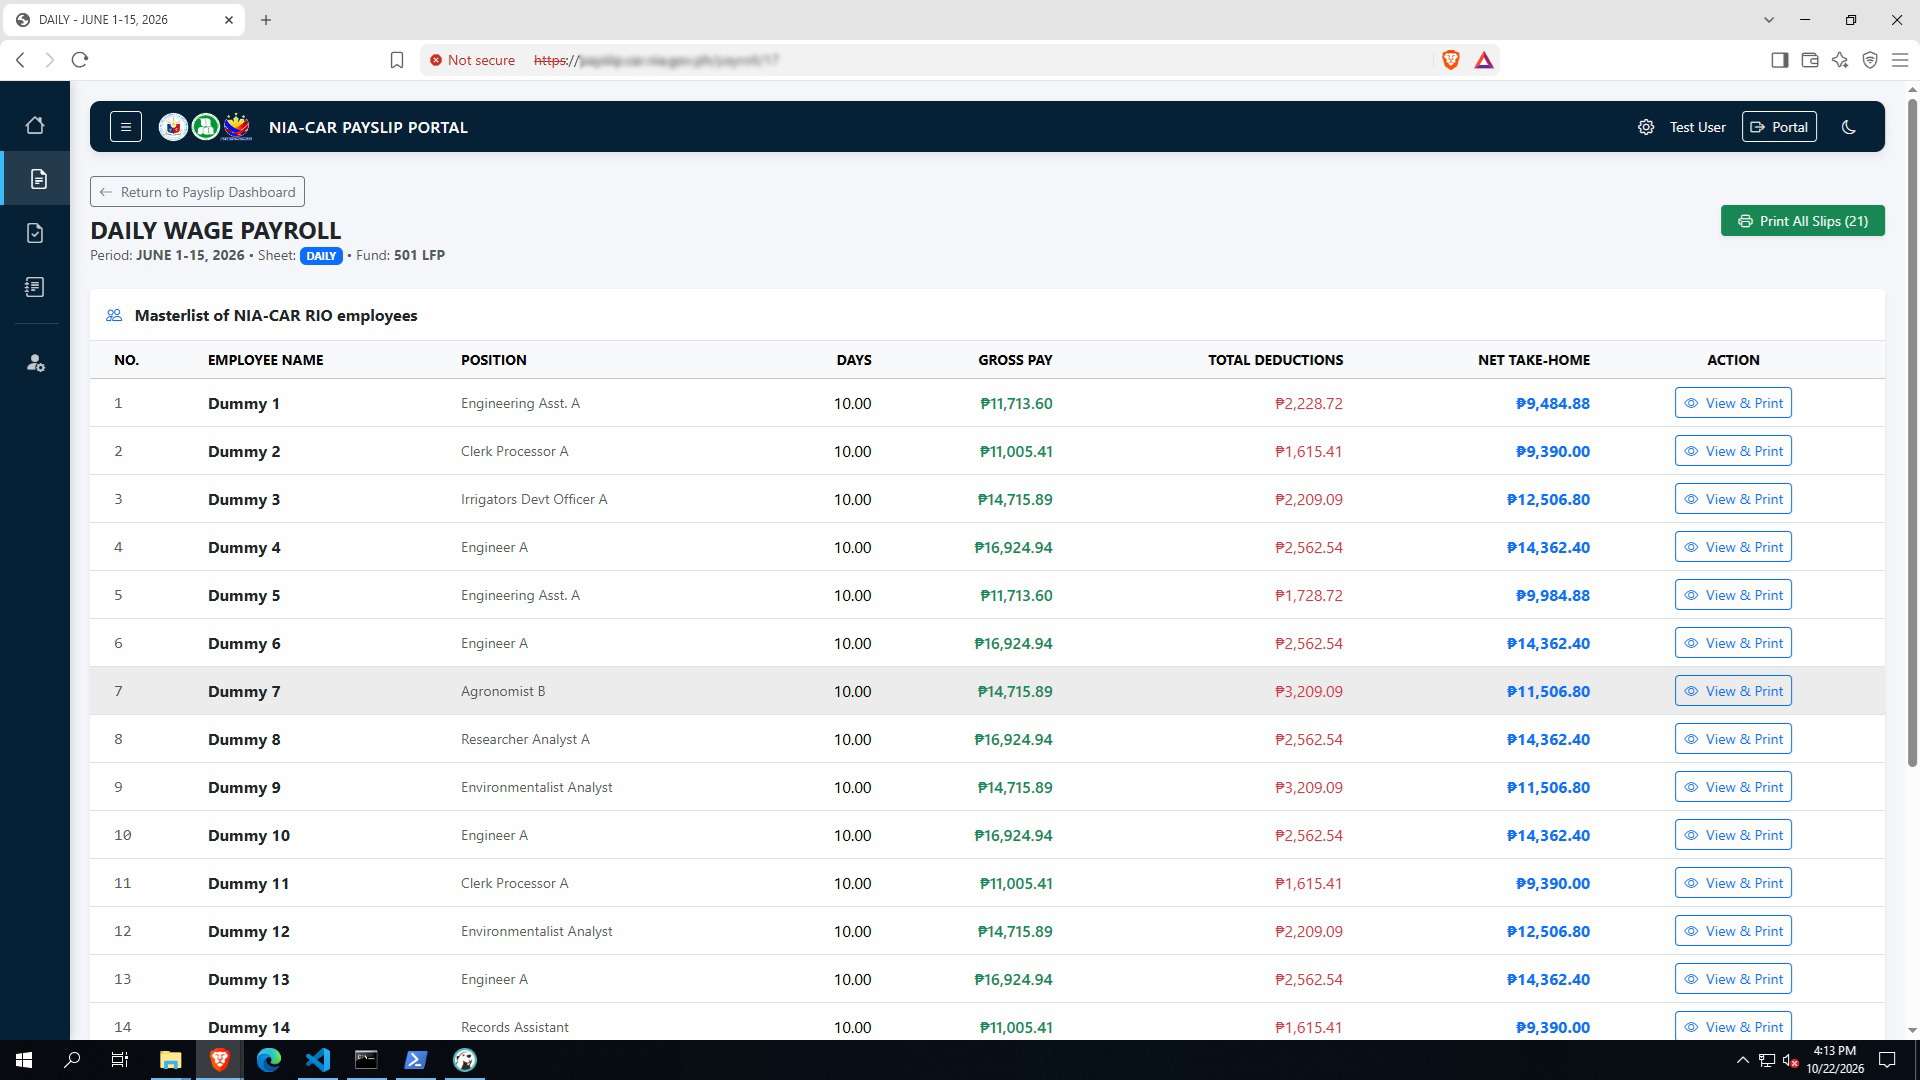 DAILY - JUNE 1-15, 2026
Not secure https://
NIA-CAR PAYSLIP PORTAL
Test User
Portal
Return to Payslip Dashboard
DAILY WAGE PAYROLL
Print All Slips (21)
Period: JUNE 1-15, 2026 • Sheet: DAILY • Fund: 501 LFP
Masterlist of NIA-CAR RIO employees
NO. EMPLOYEE NAME POSITION DAYS GROSS PAY TOTAL DEDUCTIONS NET TAKE-HOME ACTION
1 Dummy 1 Engineering Asst. A 10.00 ₱11,713.60 ₱2,228.72 ₱9,484.88 View & Print
2 Dummy 2 Clerk Processor A 10.00 ₱11,005.41 ₱1,615.41 ₱9,390.00 View & Print
3 Dummy 3 Irrigators Devt Officer A 10.00 ₱14,715.89 ₱2,209.09 ₱12,506.80 View & Print
4 Dummy 4 Engineer A 10.00 ₱16,924.94 ₱2,562.54 ₱14,362.40 View & Print
5 Dummy 5 Engineering Asst. A 10.00 ₱11,713.60 ₱1,728.72 ₱9,984.88 View & Print
6 Dummy 6 Engineer A 10.00 ₱16,924.94 ₱2,562.54 ₱14,362.40 View & Print
7 Dummy 7 Agronomist B 10.00 ₱14,715.89 ₱3,209.09 ₱11,506.80 View & Print
8 Dummy 8 Researcher Analyst A 10.00 ₱16,924.94 ₱2,562.54 ₱14,362.40 View & Print
9 Dummy 9 Environmentalist Analyst 10.00 ₱14,715.89 ₱3,209.09 ₱11,506.80 View & Print
10 Dummy 10 Engineer A 10.00 ₱16,924.94 ₱2,562.54 ₱14,362.40 View & Print
11 Dummy 11 Clerk Processor A 10.00 ₱11,005.41 ₱1,615.41 ₱9,390.00 View & Print
12 Dummy 12 Environmentalist Analyst 10.00 ₱14,715.89 ₱2,209.09 ₱12,506.80 View & Print
13 Dummy 13 Engineer A 10.00 ₱16,924.94 ₱2,562.54 ₱14,362.40 View & Print
14 Dummy 14 Records Assistant 10.00 ₱11,005.41 ₱1,615.41 ₱9,390.00 View & Print
4:13 PM
10/22/2026